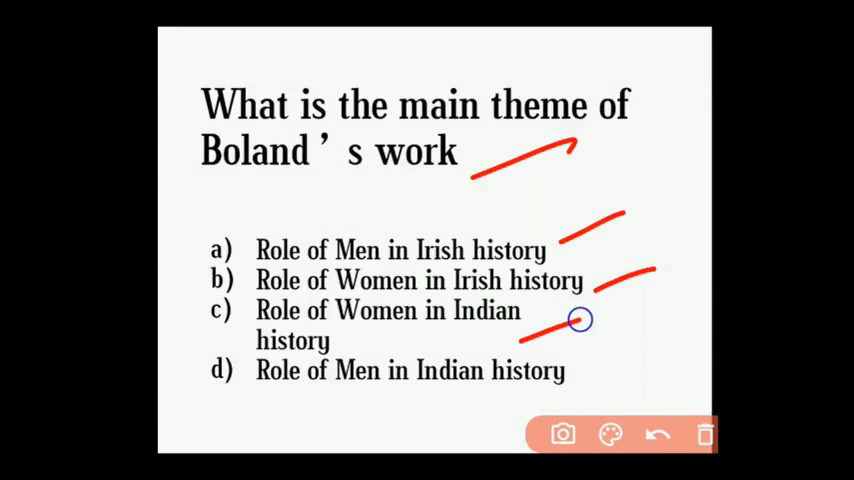 What is the main theme of
Boland ’ s work
a) Role of Men in Irish history
b) Role of Women in Irish history
c) Role of Women in Indian
history
d) Role of Men in Indian history